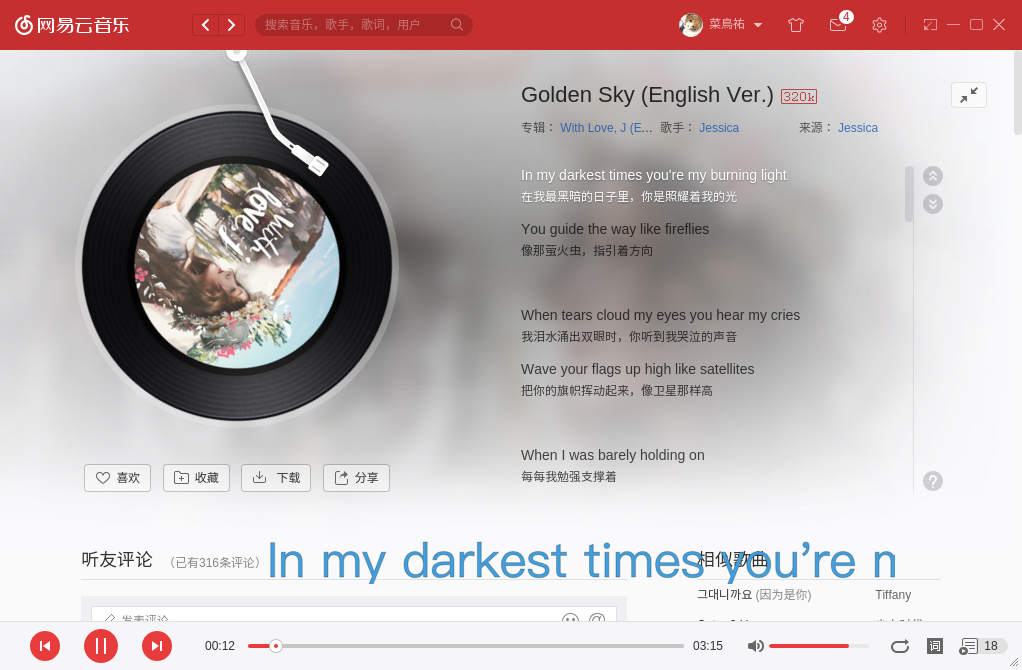 网易云音乐
搜索音乐，歌手，歌词，用户
菜鳥祐
4
Golden Sky (English Ver.) 320k
专辑： With Love, J (E... 歌手： Jessica 来源： Jessica
with love, J
In my darkest times you're my burning light
在我最黑暗的日子里，你是照耀着我的光
You guide the way like fireflies
像那萤火虫，指引着方向
When tears cloud my eyes you hear my cries
我泪水涌出双眼时，你听到我哭泣的声音
Wave your flags up high like satellites
把你的旗帜挥动起来，像卫星那样高
When I was barely holding on
每每我勉强支撑着
?
喜欢 收藏 下载 分享
听友评论 （已有316条评论）
In my darkest times you're
相似歌曲
그대니까요 (因为是你) Tiffany
发表评论 @
00:12 03:15 词 18